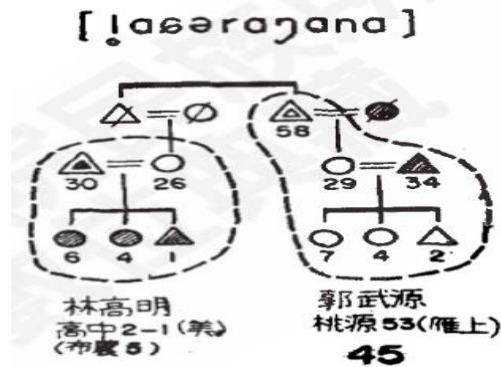 [ḷaɞəraŋana]
58
30 26 29 34
6 4 1 7 4 2
林高明
高中2-1(美)
(布農5)
郭武源
桃源53(雁上)
45